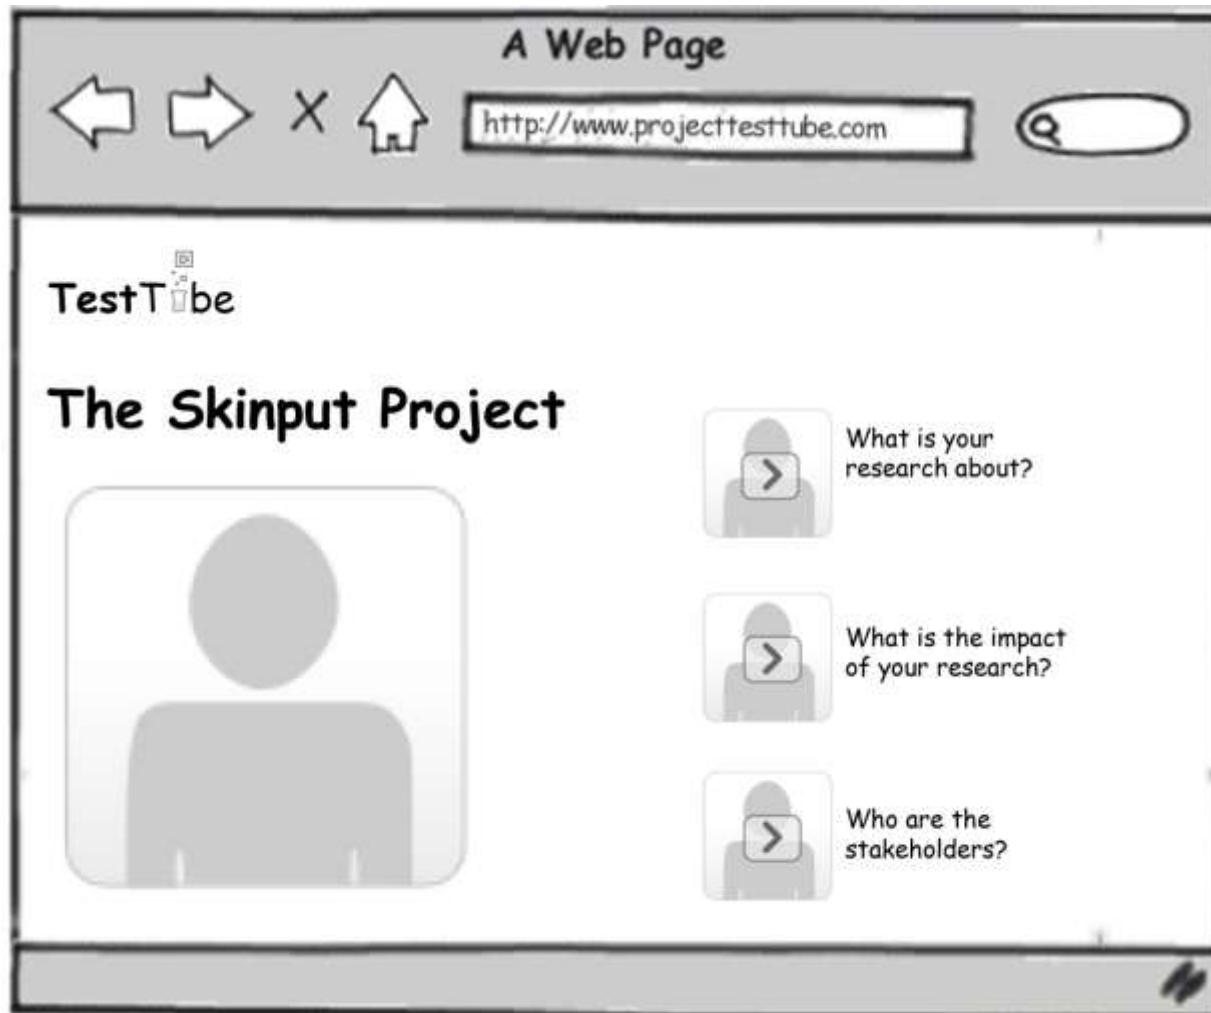 A Web Page
http://www.projecttesttube.com
TestTbe
The Skinput Project
What is your
research about?
What is the impact
of your research?
Who are the
stakeholders?